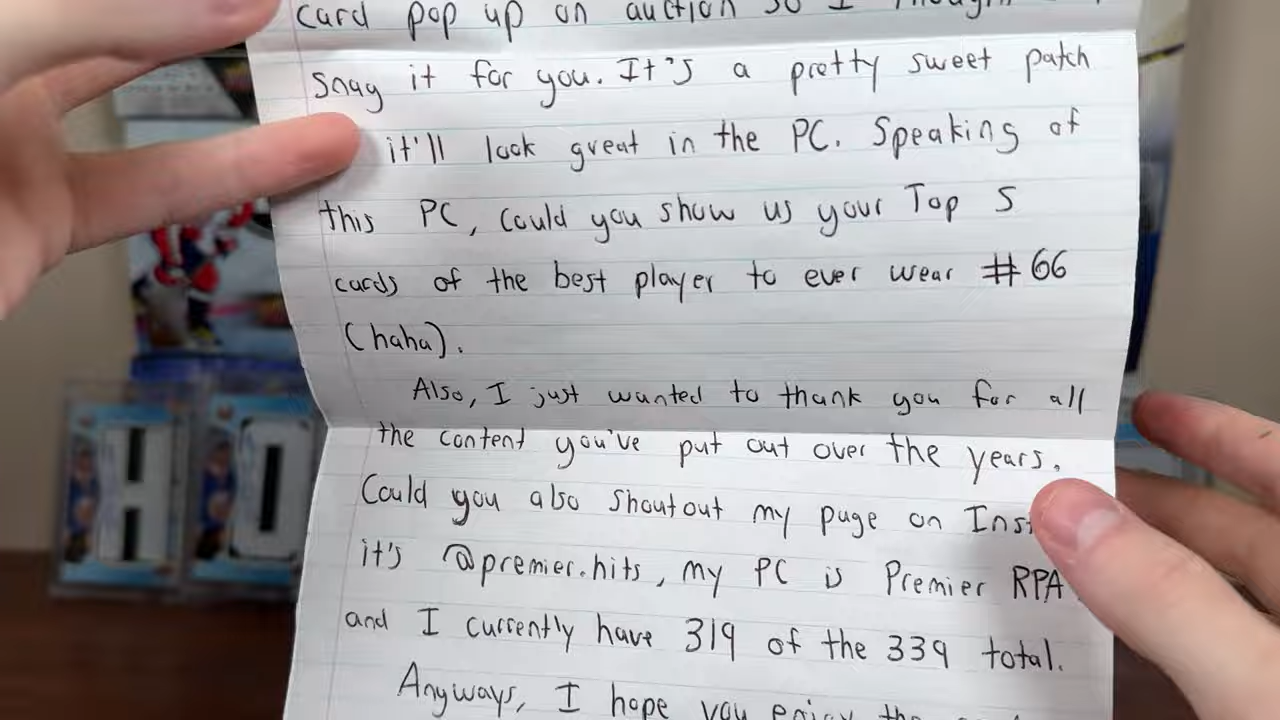 card pop up on auction so I
snag it for you. It's a pretty sweet patch
it'll look great in the PC. Speaking of
this PC, could you show us your Top 5
cards of the best player to ever wear #66
(haha).
Also, I just wanted to thank you for all
the content you've put out over the years.
Could you also shoutout my page on
it's @premier.hits, my PC is Premier RPA
and I currently have 319 of the 339 total.
Anyways, I hope you enjoy the
H O